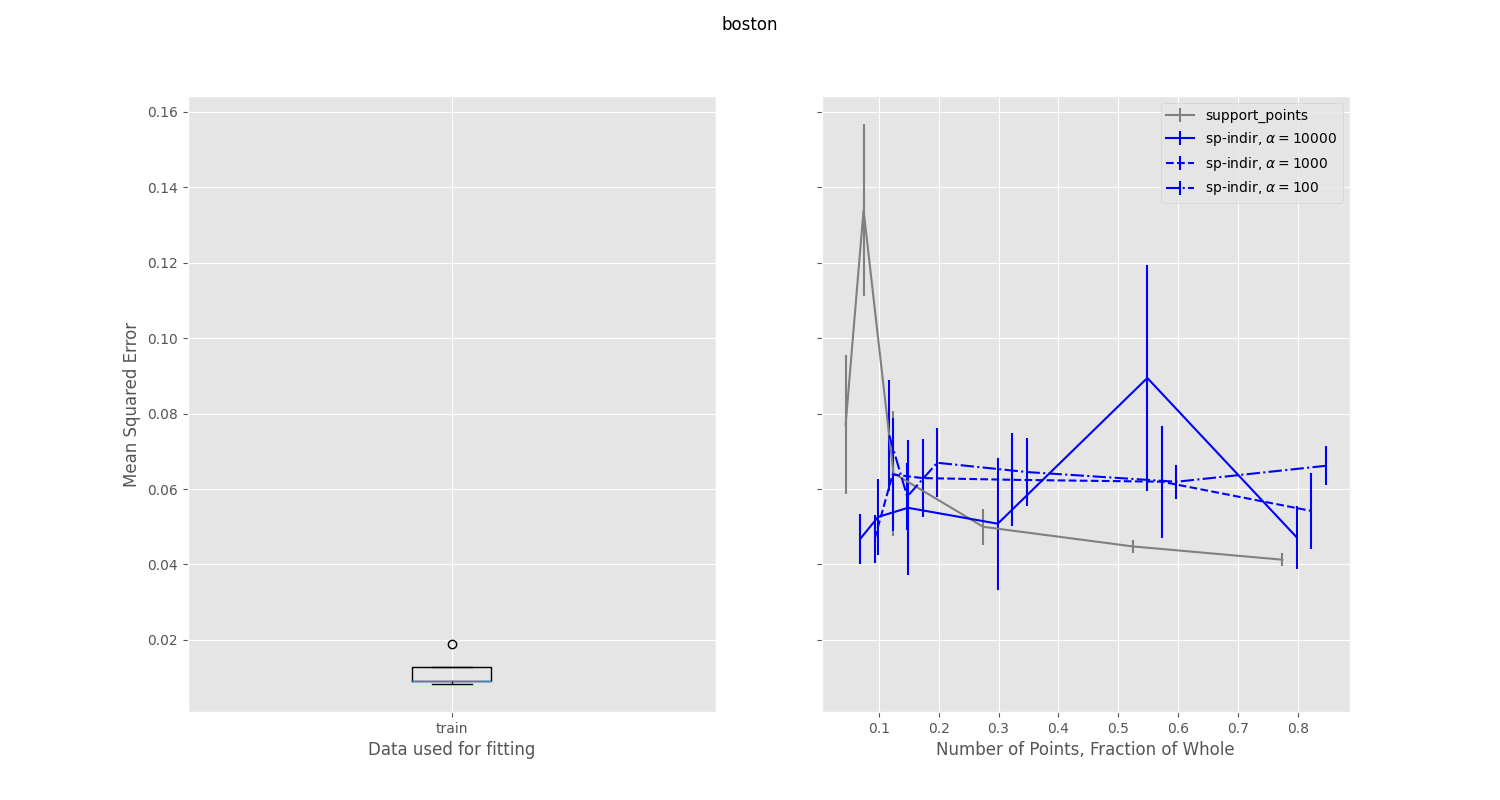 boston
Mean Squared Error
0.16
0.14
0.12
0.10
0.08
0.06
0.04
0.02
train
Data used for fitting
support_points
sp-indir, α = 10000
sp-indir, α = 1000
sp-indir, α = 100
0.1 0.2 0.3 0.4 0.5 0.6 0.7 0.8
Number of Points, Fraction of Whole